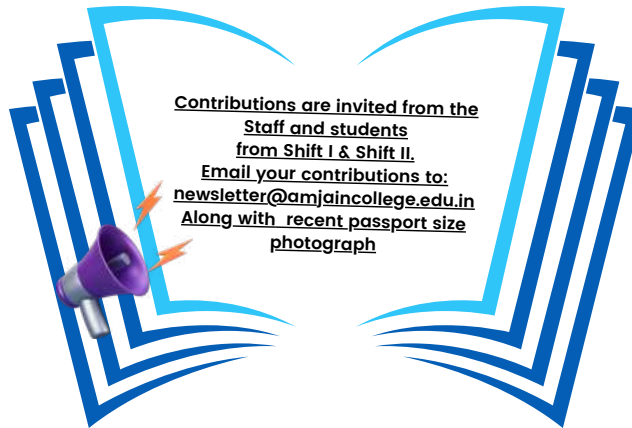 Contributions are invited from the
Staff and students
from Shift I & Shift II.
Email your contributions to:
newsletter@amjaincollege.edu.in
Along with  recent passport size
photograph